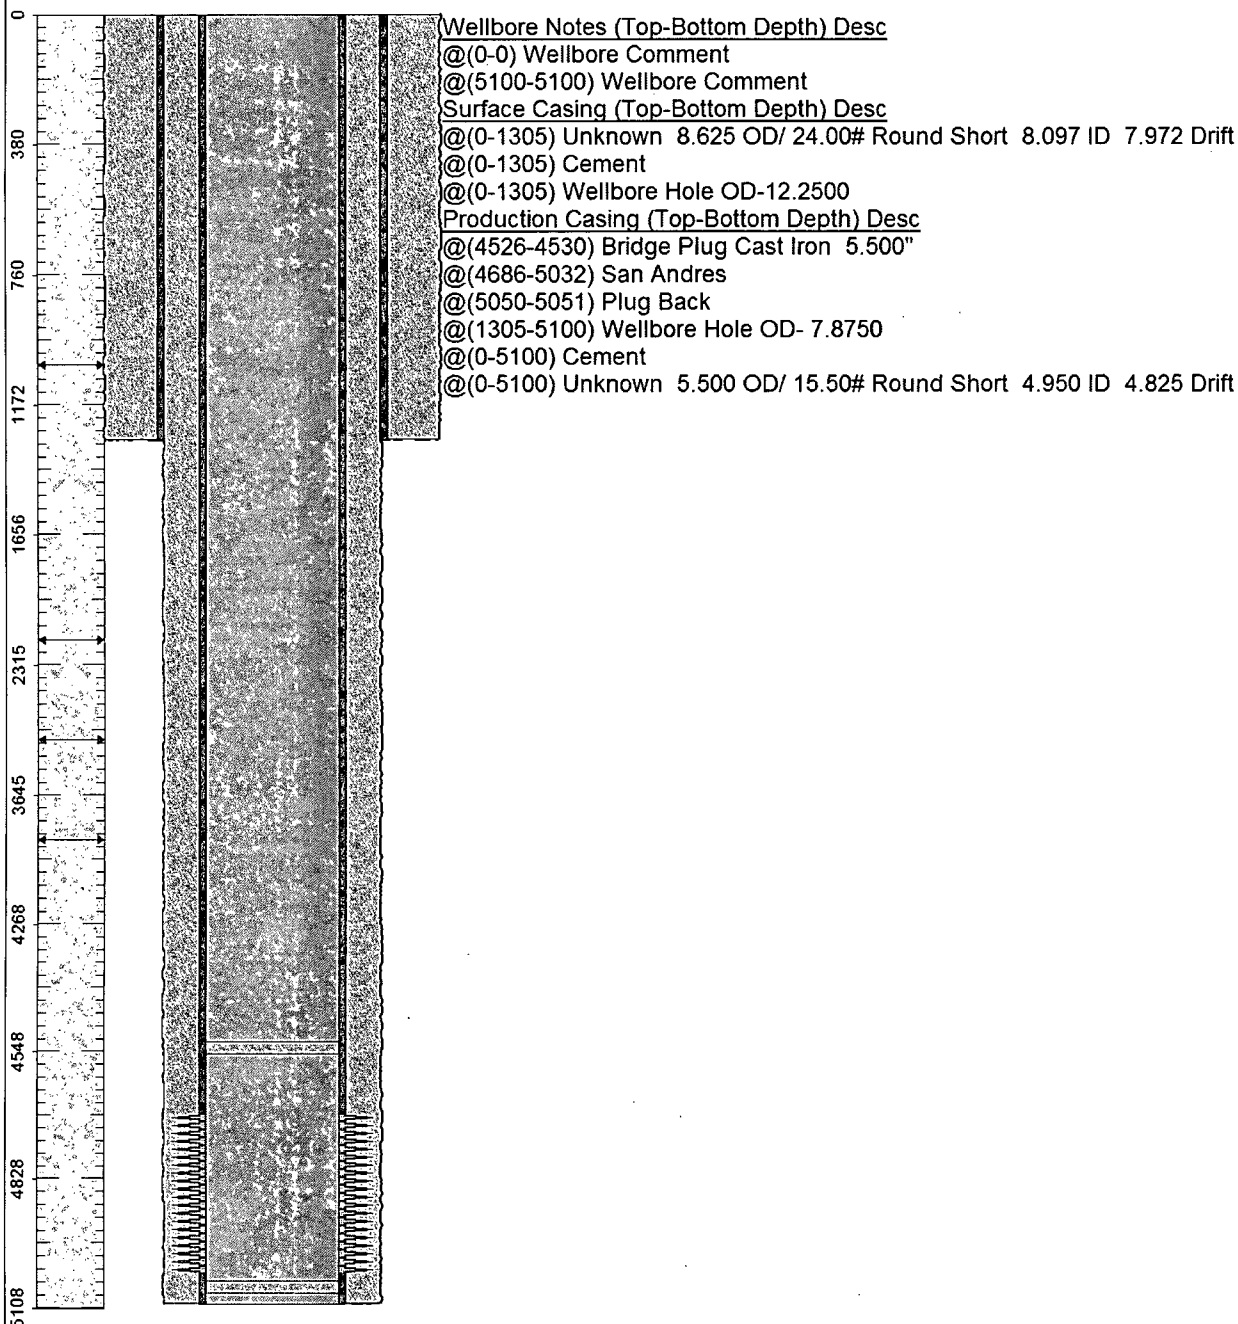 Wellbore Notes (Top-Bottom Depth) Desc
@(0-0) Wellbore Comment
@(5100-5100) Wellbore Comment
Surface Casing (Top-Bottom Depth) Desc
@(0-1305) Unknown 8.625 OD/ 24.00# Round Short 8.097 ID 7.972 Drift
@(0-1305) Cement
@(0-1305) Wellbore Hole OD-12.2500
Production Casing (Top-Bottom Depth) Desc
@(4526-4530) Bridge Plug Cast Iron 5.500"
@(4686-5032) San Andres
@(5050-5051) Plug Back
@(1305-5100) Wellbore Hole OD- 7.8750
@(0-5100) Cement
@(0-5100) Unknown 5.500 OD/ 15.50# Round Short 4.950 ID 4.825 Drift
0
380
760
1172
1656
2315
3645
4268
4548
4828
5108